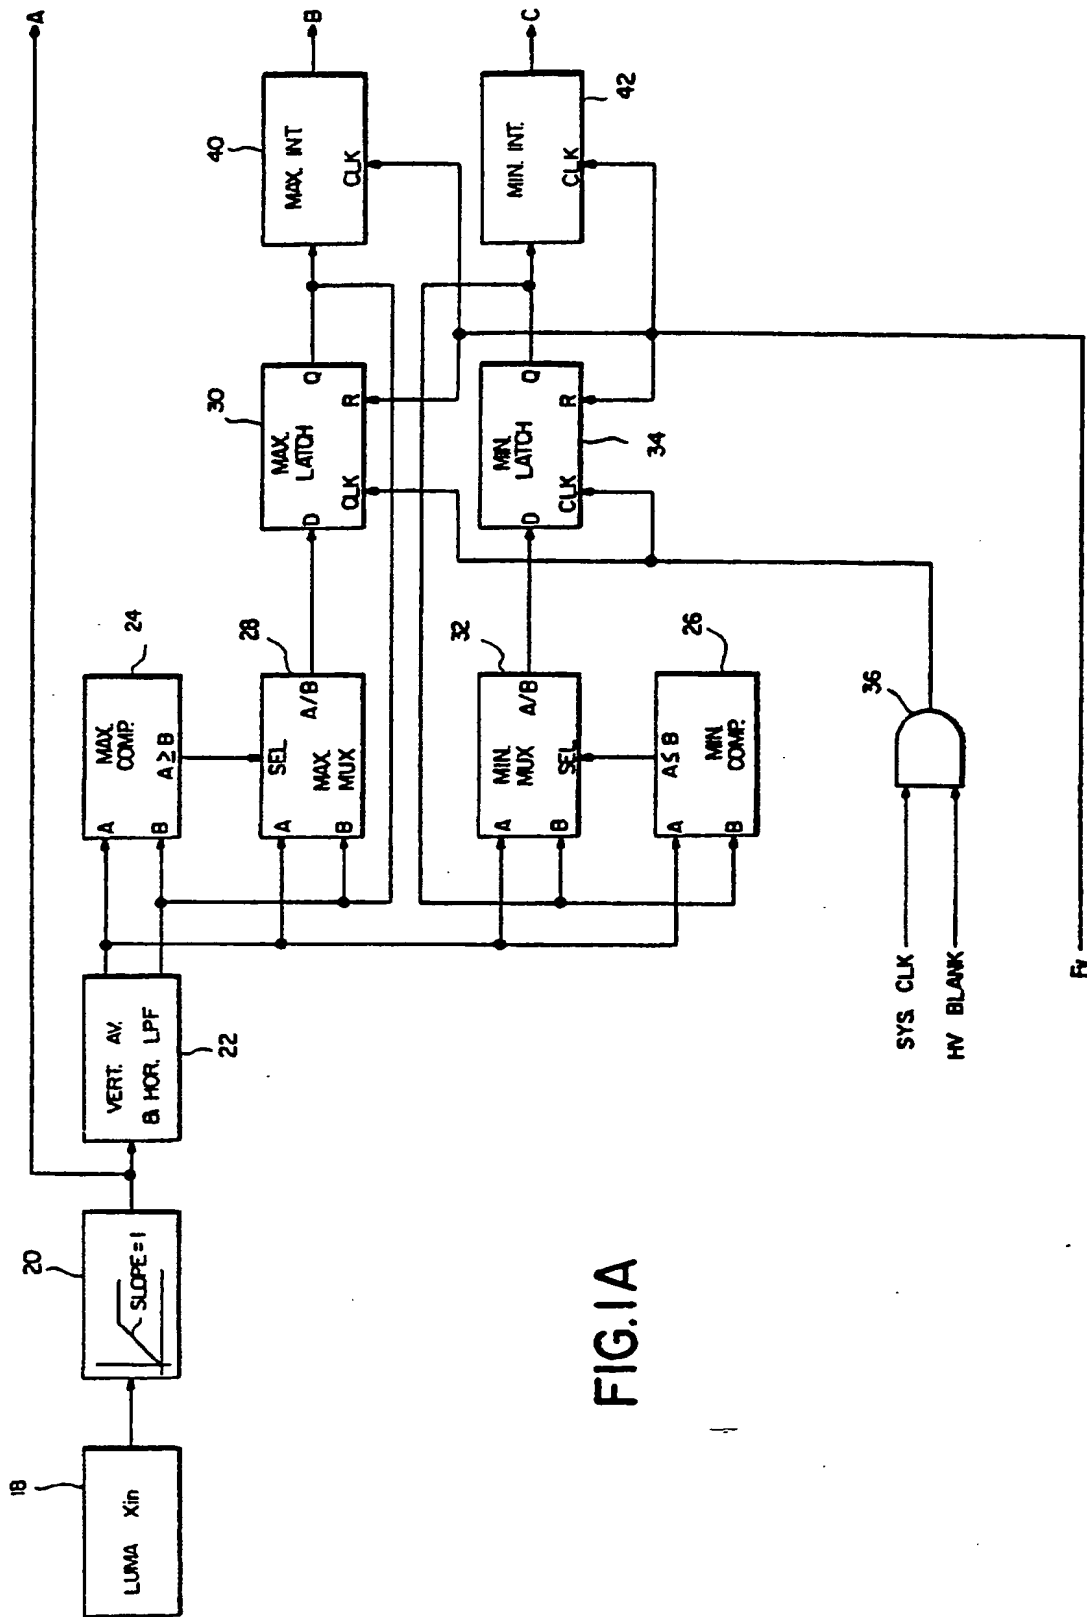 18
LUMA Xin
20
SLOPE=1
A
VERT. AV.
& HOR. LPF
22
24
MAX.
COMP.
A
B
A≥B
28
SEL
A
B
MAX.
MUX
A/B
30
MAX.
LATCH
D
Q
CLK
R
40
MAX. INT
CLK
B
32
A
B
MIN.
MUX
A/B
SEL
26
A
B
A≤B
MIN.
COMP.
MIN.
LATCH
D
Q
CLK
R
34
MIN. INT.
CLK
42
C
36
SYS. CLK
HV BLANK
Fv
FIG.1A